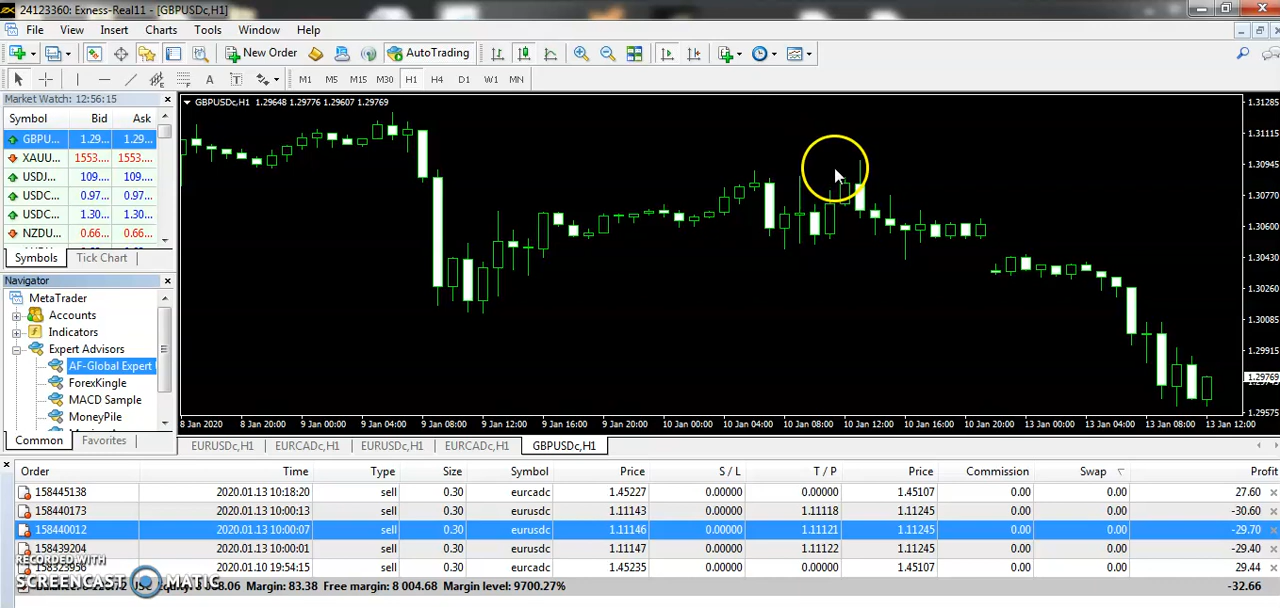 24123360: Exness-Real11 - [GBPUSDc,H1]
File View Insert Charts Tools Window Help
New Order AutoTrading
M1 M5 M15 M30 H1 H4 D1 W1 MN
Market Watch: 12:56:15
Symbol Bid Ask
GBPU... 1.29... 1.29...
XAUU... 1553.... 1553....
USDJ... 109.... 109....
USDC... 0.97... 0.97...
USDC... 1.30... 1.30...
NZDU... 0.66... 0.66...
Symbols Tick Chart
Navigator
MetaTrader
Accounts
Indicators
Expert Advisors
AF-Global Expert
ForexKingle
MACD Sample
MoneyPile
Common Favorites
GBPUSDc,H1 1.29648 1.29776 1.29607 1.29769
1.31285
1.31115
1.30945
1.30770
1.30600
1.30430
1.30260
1.30085
1.29915
1.29769
1.29575
8 Jan 2020 8 Jan 20:00 9 Jan 00:00 9 Jan 04:00 9 Jan 08:00 9 Jan 12:00 9 Jan 16:00 9 Jan 20:00 10 Jan 00:00 10 Jan 04:00 10 Jan 08:00 10 Jan 12:00 10 Jan 16:00 10 Jan 20:00 13 Jan 00:00 13 Jan 04:00 13 Jan 08:00 13 Jan 12:00
EURUSDc,H1 EURCADc,H1 EURUSDc,H1 EURCADc,H1 GBPUSDc,H1
Order Time Type Size Symbol Price S / L T / P Price Commission Swap Profit
158445138 2020.01.13 10:18:20 sell 0.30 eurcadc 1.45227 0.00000 0.00000 1.45107 0.00 0.00 27.60
158440173 2020.01.13 10:00:13 sell 0.30 eurusdc 1.11143 0.00000 1.11118 1.11245 0.00 0.00 -30.60
158440012 2020.01.13 10:00:07 sell 0.30 eurusdc 1.11146 0.00000 1.11121 1.11245 0.00 0.00 -29.70
158439204 2020.01.13 10:00:01 sell 0.30 eurusdc 1.11147 0.00000 1.11122 1.11245 0.00 0.00 -29.40
2020.01.10 19:54:15 sell 0.30 eurcadc 1.45235 0.00000 0.00000 1.45107 0.00 0.00 29.44
Margin: 83.38 Free margin: 8 004.68 Margin level: 9700.27% -32.66
RECORDED WITH
SCREENCAST MATIC